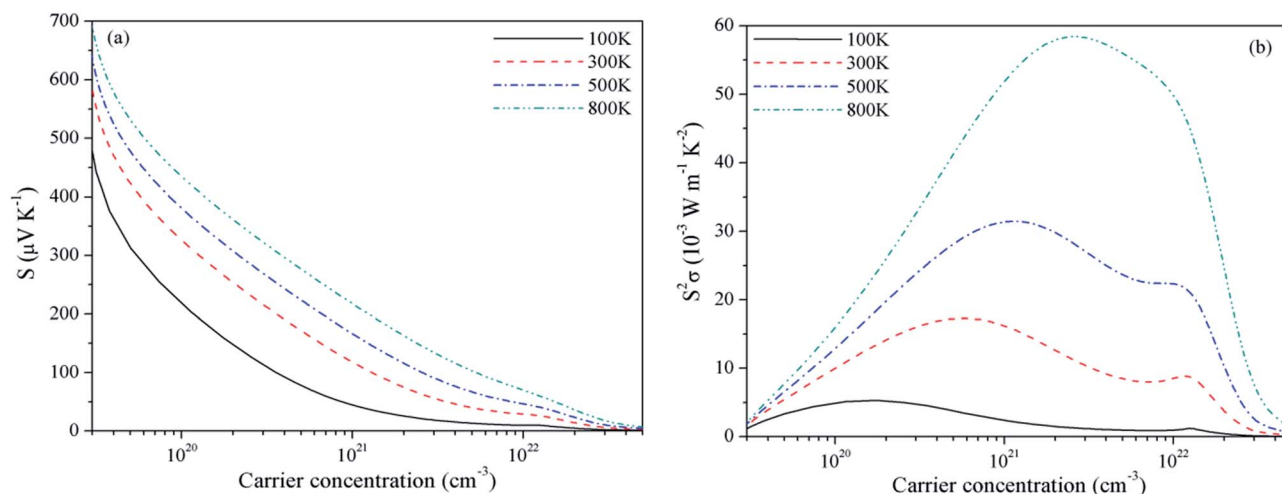 (a)
100K
300K
500K
800K
700
600
500
400
300
200
100
0
S (μV K⁻¹)
10²⁰
10²¹
10²²
Carrier concentration (cm⁻³)
(b)
100K
300K
500K
800K
70
60
50
40
30
20
10
0
S²σ (10⁻³ W m⁻¹ K⁻²)
10²⁰
10²¹
10²²
Carrier concentration (cm⁻³)